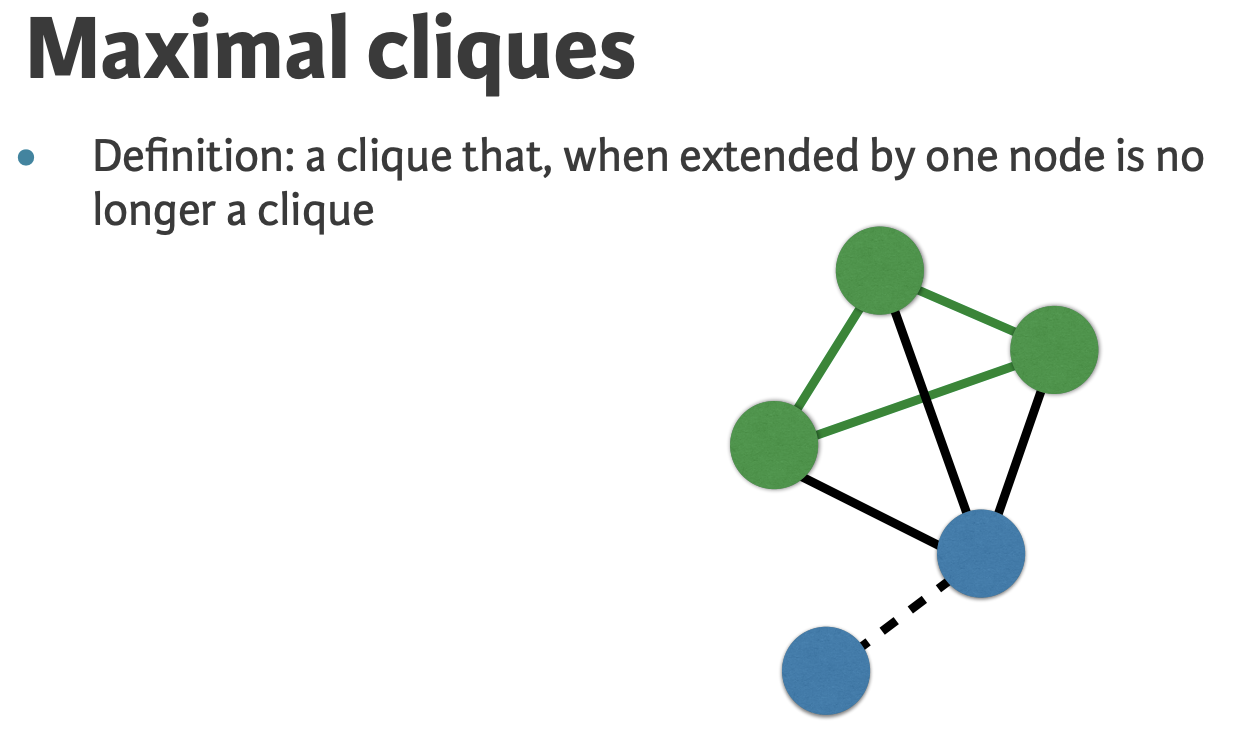 Maximal cliques
• Definition: a clique that, when extended by one node is no
longer a clique